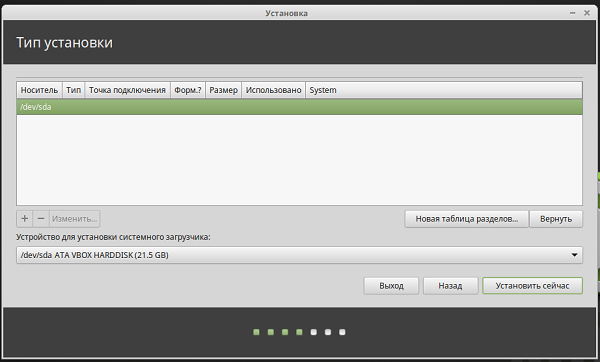 Установка
Тип установки
Носитель Тип Точка подключения Форм.? Размер Использовано System
/dev/sda
+ − Изменить... Новая таблица разделов... Вернуть
Устройство для установки системного загрузчика:
/dev/sda ATA VBOX HARDDISK (21.5 GB)
Выход Назад Установить сейчас